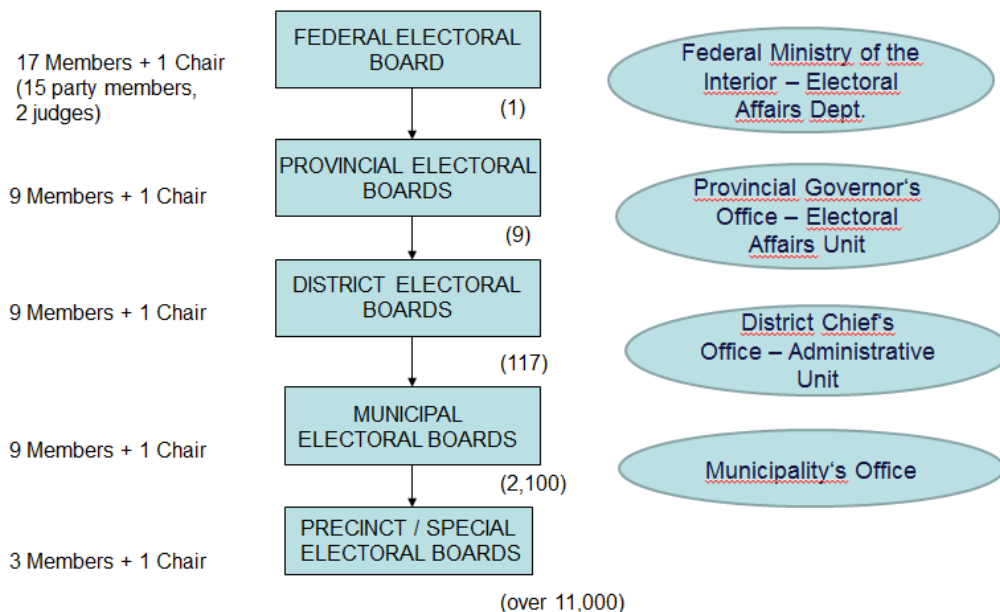 FEDERAL ELECTORAL
BOARD
17 Members + 1 Chair
(15 party members,
2 judges)
(1)
Federal Ministry of the
Interior – Electoral
Affairs Dept.
PROVINCIAL ELECTORAL
BOARDS
9 Members + 1 Chair
(9)
Provincial Governor‘s
Office – Electoral
Affairs Unit
DISTRICT ELECTORAL
BOARDS
9 Members + 1 Chair
(117)
District Chief‘s
Office – Administrative
Unit
MUNICIPAL
ELECTORAL BOARDS
9 Members + 1 Chair
(2,100)
Municipality‘s Office
PRECINCT / SPECIAL
ELECTORAL BOARDS
3 Members + 1 Chair
(over 11,000)